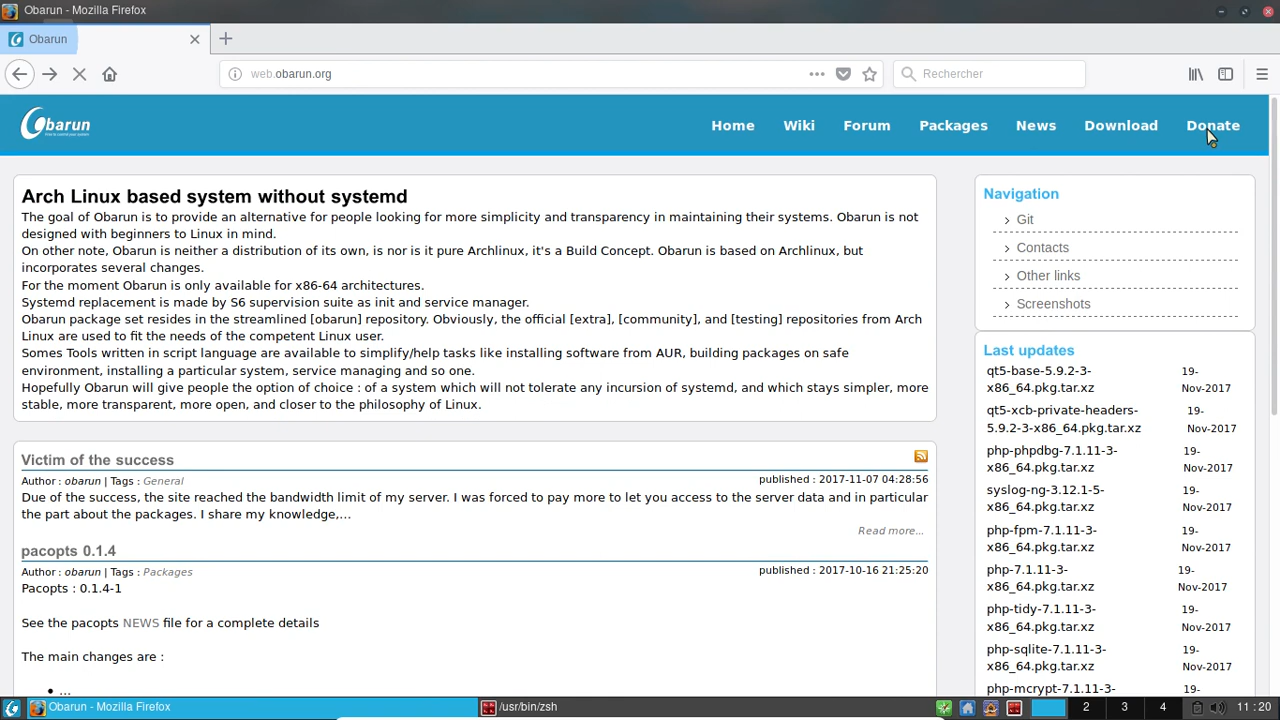 Obarun - Mozilla Firefox
Obarun
web.obarun.org
Rechercher
Obarun
Home Wiki Forum Packages News Download Donate
Arch Linux based system without systemd
The goal of Obarun is to provide an alternative for people looking for more simplicity and transparency in maintaining their systems. Obarun is not
designed with beginners to Linux in mind.
On other note, Obarun is neither a distribution of its own, is nor is it pure Archlinux, it's a Build Concept. Obarun is based on Archlinux, but
incorporates several changes.
For the moment Obarun is only available for x86-64 architectures.
Systemd replacement is made by S6 supervision suite as init and service manager.
Obarun package set resides in the streamlined [obarun] repository. Obviously, the official [extra], [community], and [testing] repositories from Arch
Linux are used to fit the needs of the competent Linux user.
Somes Tools written in script language are available to simplify/help tasks like installing software from AUR, building packages on safe
environment, installing a particular system, service managing and so one.
Hopefully Obarun will give people the option of choice : of a system which will not tolerate any incursion of systemd, and which stays simpler, more
stable, more transparent, more open, and closer to the philosophy of Linux.
Victim of the success
Author : obarun | Tags : General published : 2017-11-07 04:28:56
Due of the success, the site reached the bandwidth limit of my server. I was forced to pay more to let you access to the server data and in particular
the part about the packages. I share my knowledge,...
Read more...
pacopts 0.1.4
Author : obarun | Tags : Packages published : 2017-10-16 21:25:20
Pacopts : 0.1.4-1
See the pacopts NEWS file for a complete details
The main changes are :
• ...
Navigation
› Git
› Contacts
› Other links
› Screenshots
Last updates
qt5-base-5.9.2-3- 19-
x86_64.pkg.tar.xz Nov-2017
qt5-xcb-private-headers- 19-
5.9.2-3-x86_64.pkg.tar.xz Nov-2017
php-phpdbg-7.1.11-3- 19-
x86_64.pkg.tar.xz Nov-2017
syslog-ng-3.12.1-5- 19-
x86_64.pkg.tar.xz Nov-2017
php-fpm-7.1.11-3- 19-
x86_64.pkg.tar.xz Nov-2017
php-7.1.11-3- 19-
x86_64.pkg.tar.xz Nov-2017
php-tidy-7.1.11-3- 19-
x86_64.pkg.tar.xz Nov-2017
php-sqlite-7.1.11-3- 19-
x86_64.pkg.tar.xz Nov-2017
php-mcrypt-7.1.11-3- 19-
Obarun - Mozilla Firefox /usr/bin/zsh 2 3 4 11:20